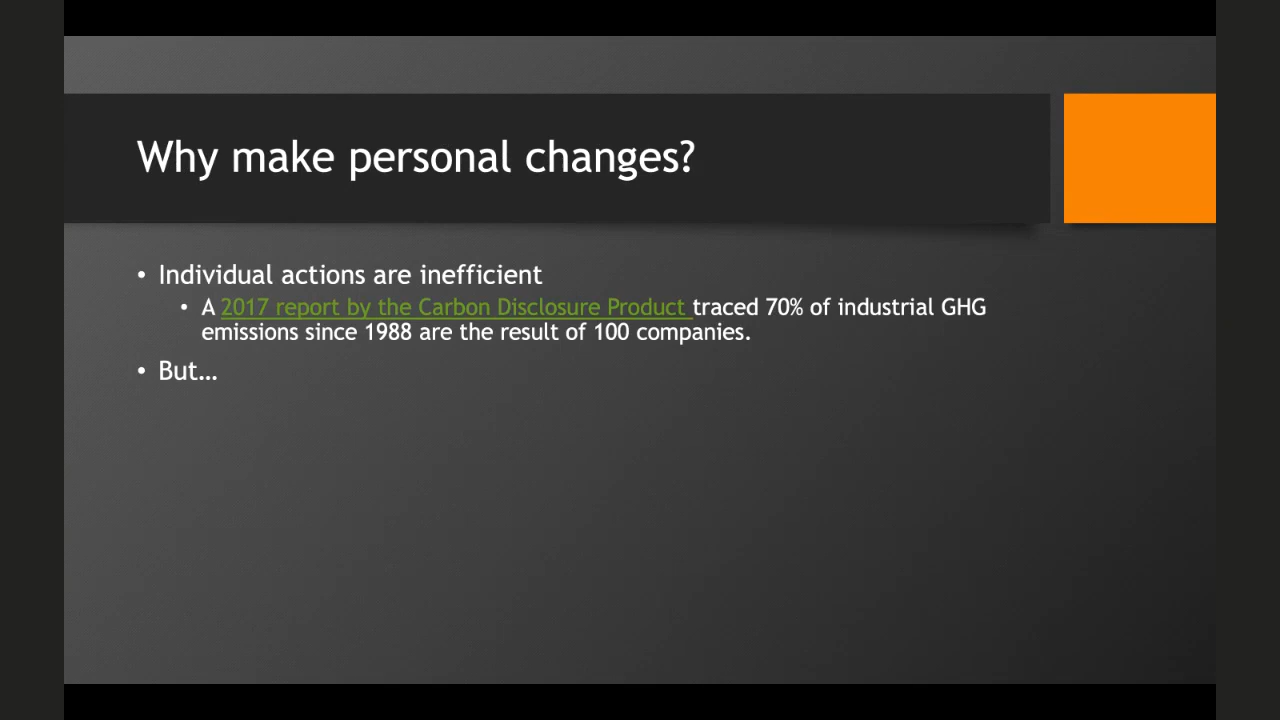 Why make personal changes?
• Individual actions are inefficient
• A 2017 report by the Carbon Disclosure Product traced 70% of industrial GHG
emissions since 1988 are the result of 100 companies.
• But…